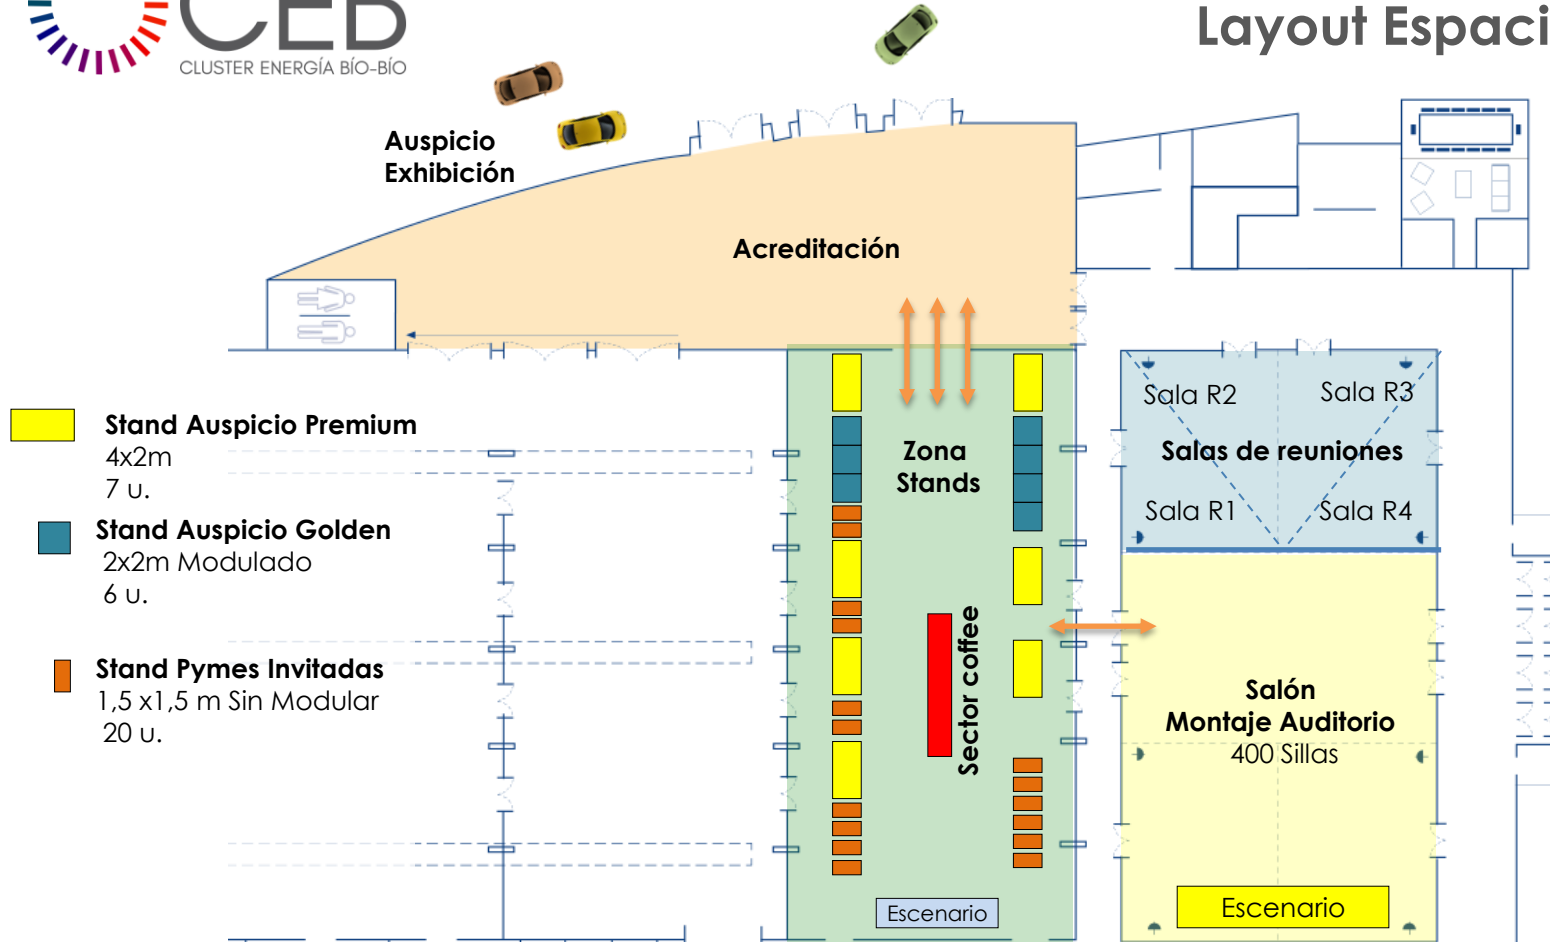 CEB
CLUSTER ENERGÍA BÍO-BÍO
Layout Espaci
Auspicio
Exhibición
Acreditación
Stand Auspicio Premium
4x2m
7 u.
Stand Auspicio Golden
2x2m Modulado
6 u.
Stand Pymes Invitadas
1,5 x1,5 m Sin Modular
20 u.
Zona
Stands
Sector coffee
Escenario
Sala R2
Sala R3
Salas de reuniones
Sala R1
Sala R4
Salón
Montaje Auditorio
400 Sillas
Escenario